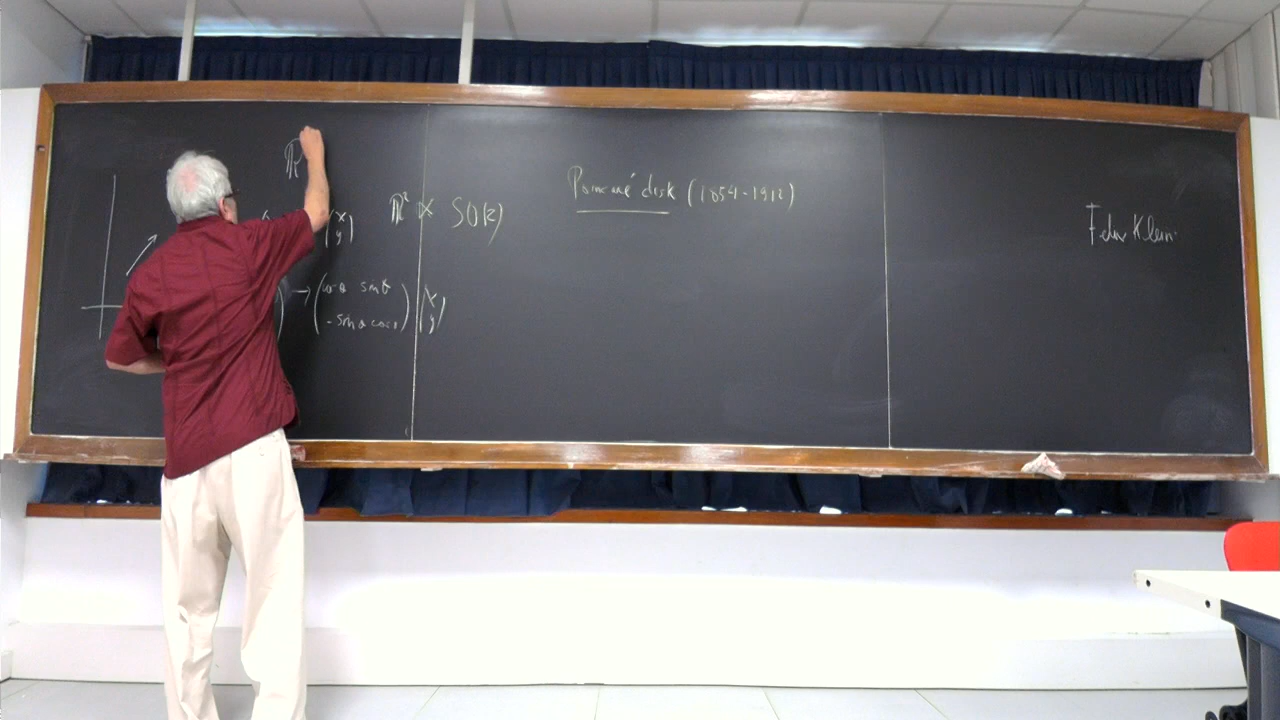 ℝ
ℝ² ⋉ SO(2)
(x
y)
→ (cos θ sin θ
- sin θ cos θ) (x
y)
Poincaré disk (1854-1912)
Felix Klein